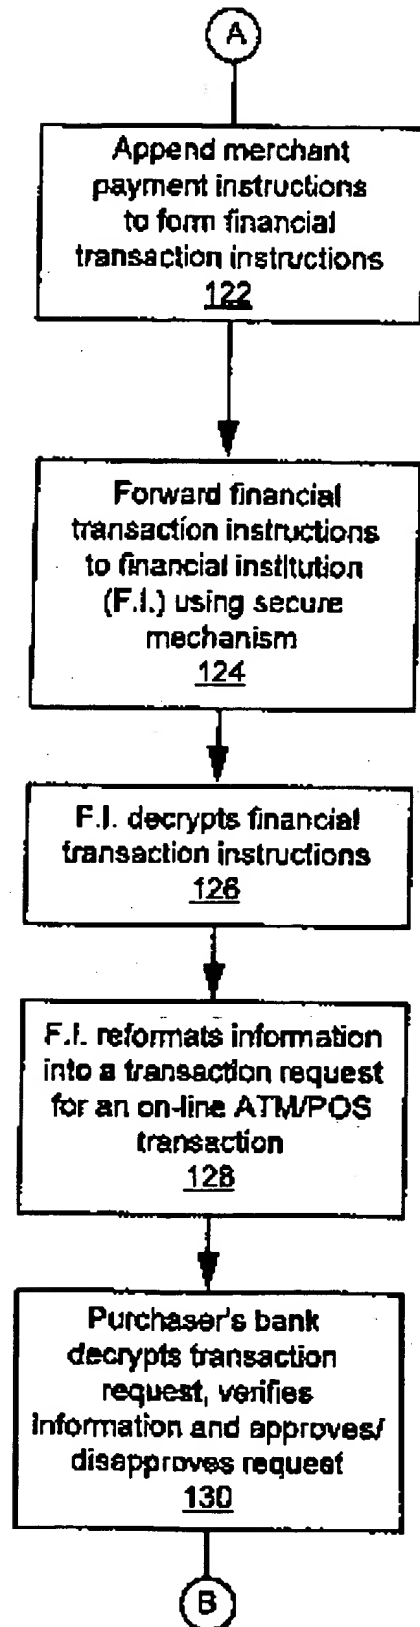 A
Append merchant
payment instructions
to form financial
transaction instructions
122
Forward financial
transaction instructions
to financial institution
(F.I.) using secure
mechanism
124
F.I. decrypts financial
transaction instructions
126
F.I. reformats information
into a transaction request
for an on-line ATM/POS
transaction
128
Purchaser's bank
decrypts transaction
request, verifies
information and approves/
disapproves request
130
B